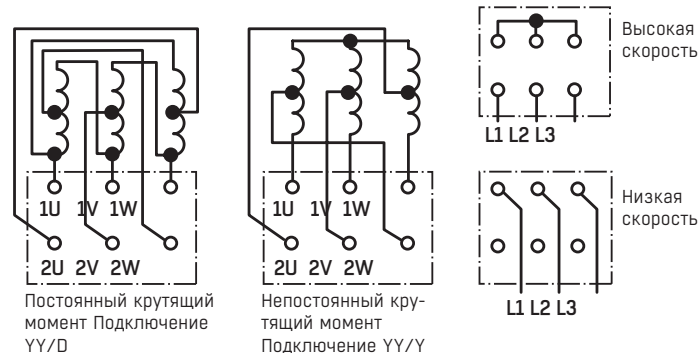 Высокая
скорость
L1 L2 L3
1U 1V 1W
2U 2V 2W
Постоянный крутящий
момент Подключение
YY/D
1U 1V 1W
2U 2V 2W
Непостоянный кру-
тящий момент
Подключение YY/Y
Низкая
скорость
L1 L2 L3